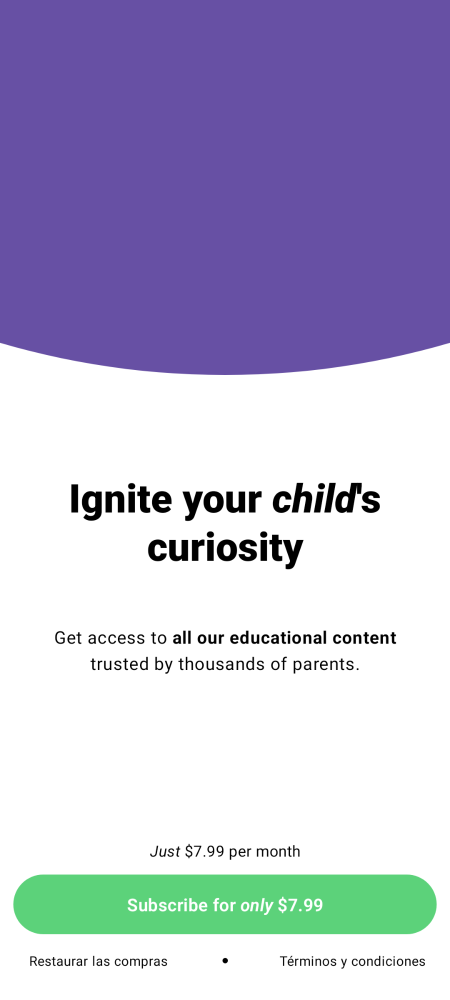 Ignite your child's
curiosity
Get access to all our educational content
trusted by thousands of parents.
Just $7.99 per month
Subscribe for only $7.99
Restaurar las compras • Términos y condiciones